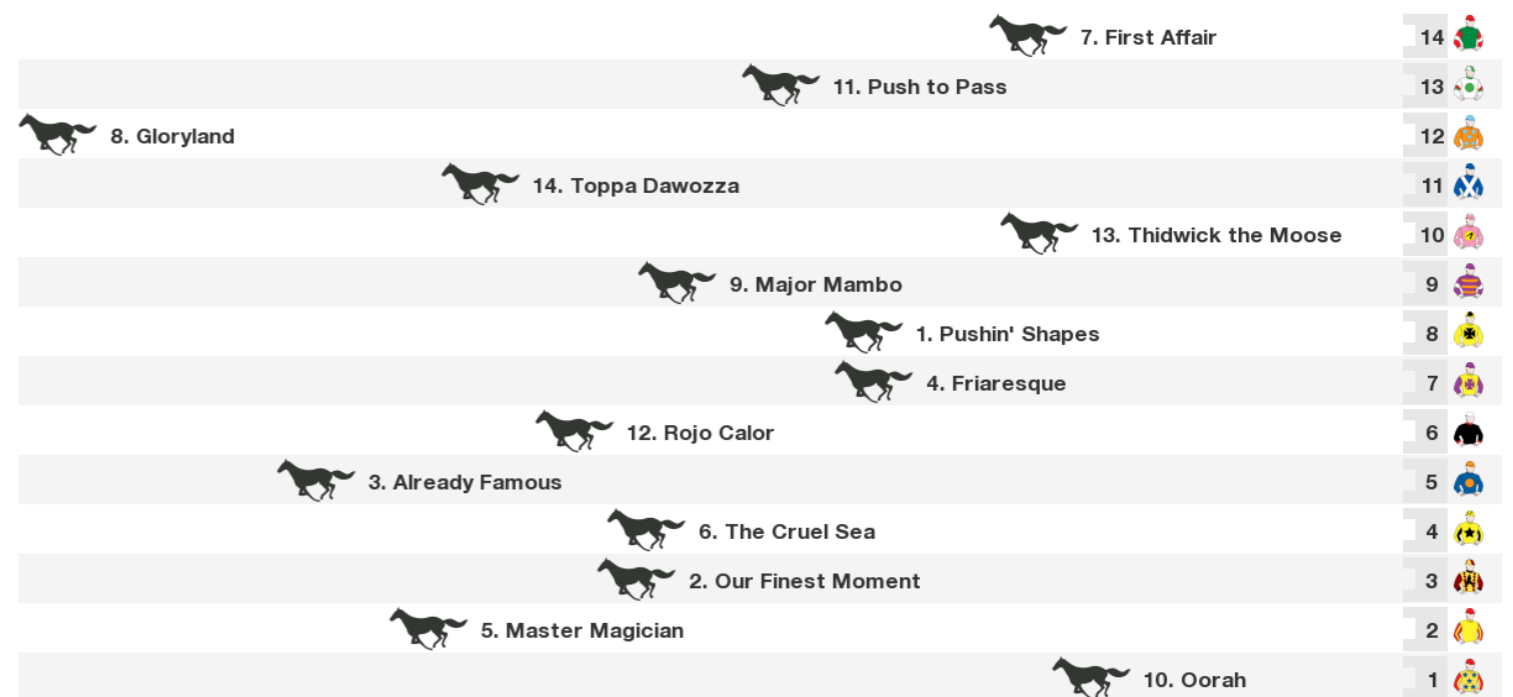 7. First Affair 14
11. Push to Pass 13
8. Gloryland 12
14. Toppa Dawozza 11
13. Thidwick the Moose 10
9. Major Mambo 9
1. Pushin' Shapes 8
4. Friaresque 7
12. Rojo Calor 6
3. Already Famous 5
6. The Cruel Sea 4
2. Our Finest Moment 3
5. Master Magician 2
10. Oorah 1